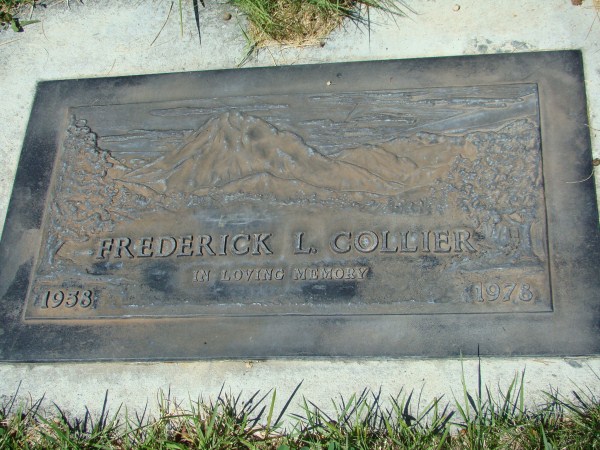 FREDERICK L. COLLIER
IN LOVING MEMORY
1938 1978